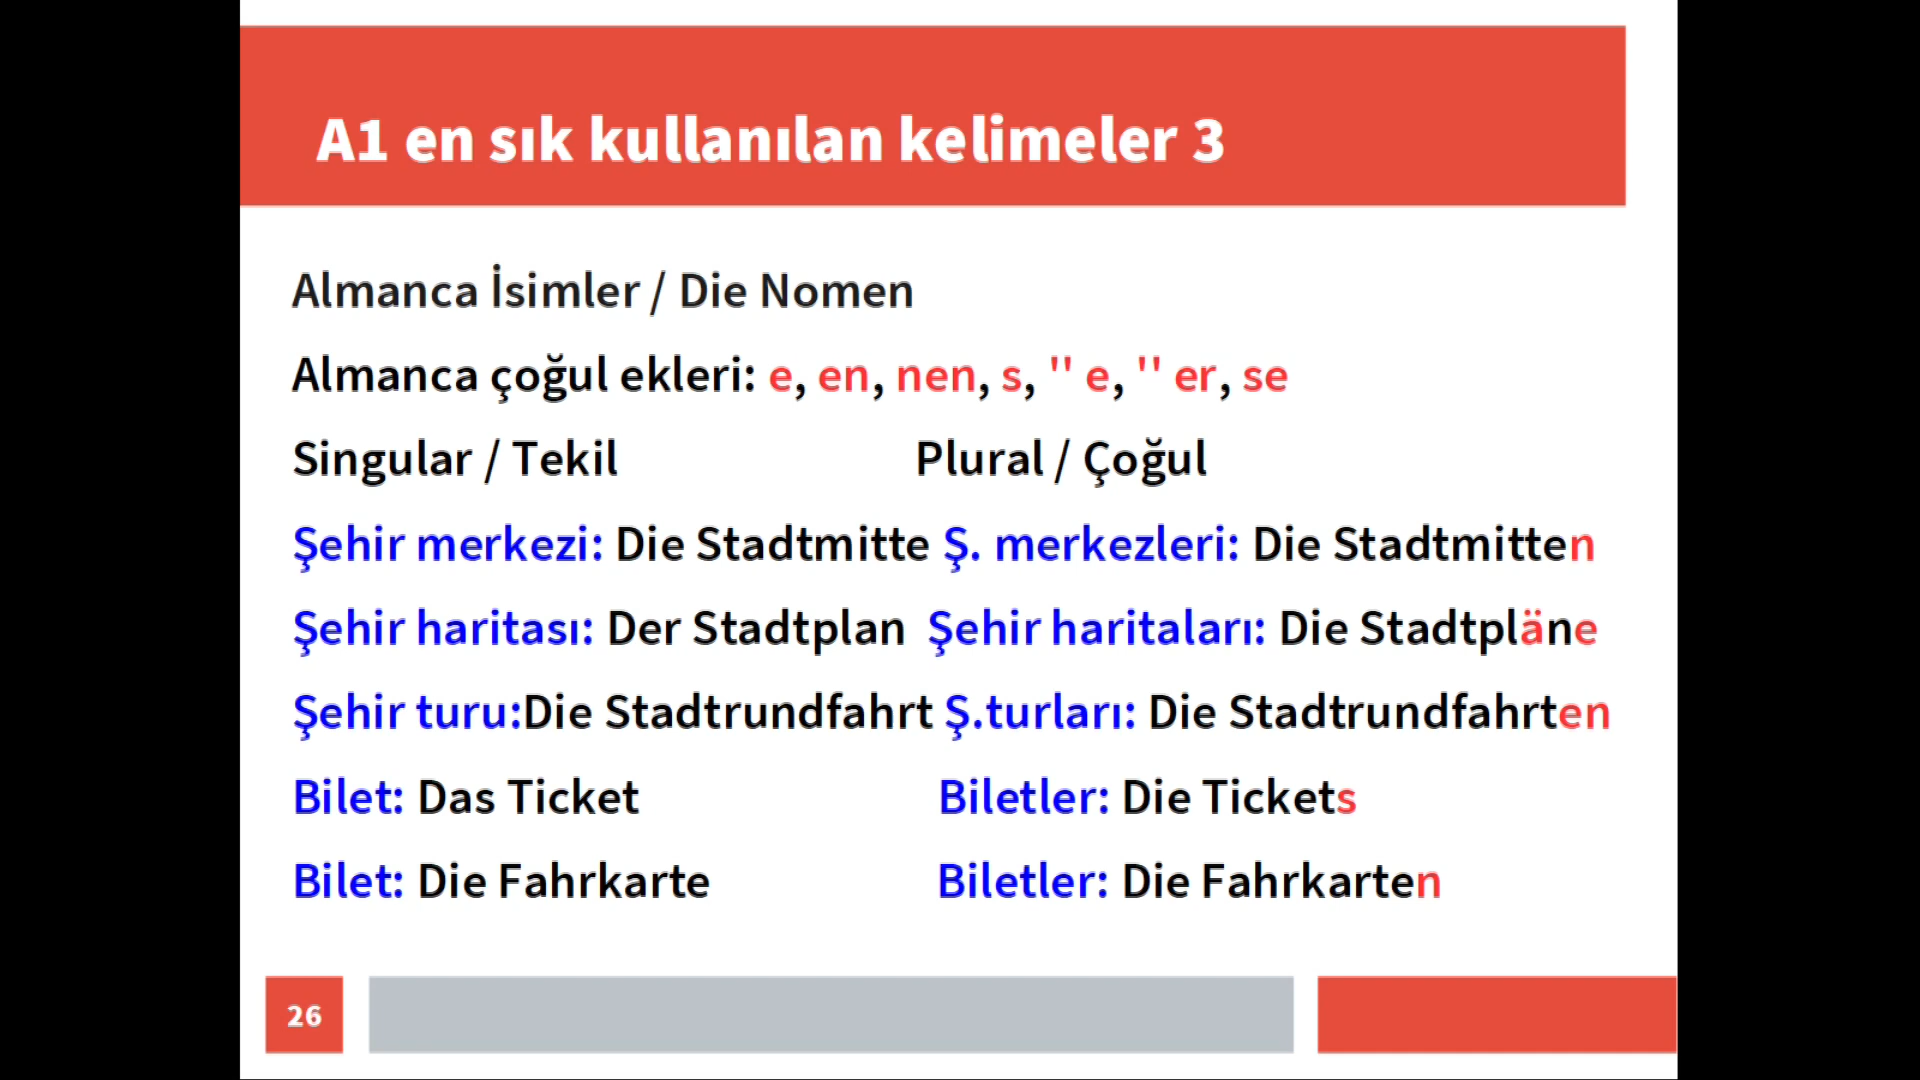 A1 en sık kullanılan kelimeler 3
Almanca İsimler / Die Nomen
Almanca çoğul ekleri: e, en, nen, s, '' e, '' er, se
Singular / Tekil Plural / Çoğul
Şehir merkezi: Die Stadtmitte Ş. merkezleri: Die Stadtmitten
Şehir haritası: Der Stadtplan Şehir haritaları: Die Stadtpläne
Şehir turu:Die Stadtrundfahrt Ş.turları: Die Stadtrundfahrten
Bilet: Das Ticket Biletler: Die Tickets
Bilet: Die Fahrkarte Biletler: Die Fahrkarten
26